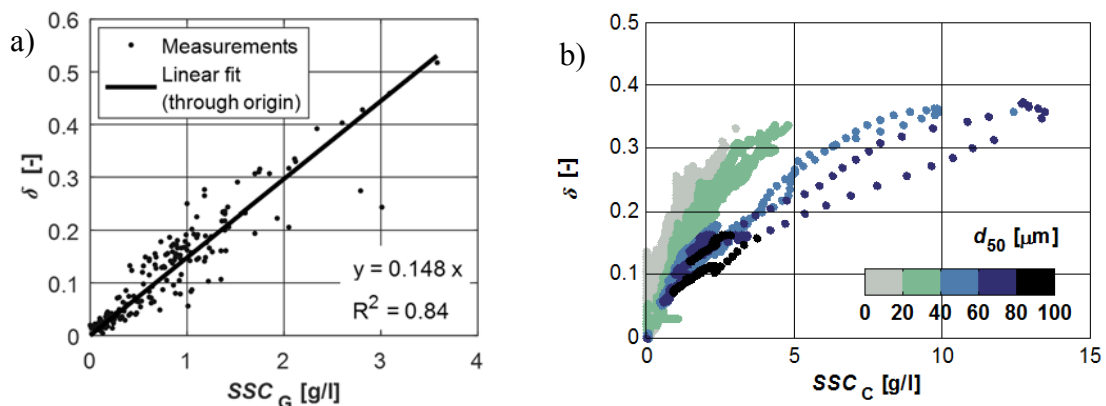 a)
0.6
0.5
0.4
0.3
0.2
0.1
0
δ [-]
Measurements
Linear fit
(through origin)
y = 0.148 x
R² = 0.84
0 1 2 3 4
SSC_G [g/l]
b)
0.5
0.4
0.3
0.2
0.1
0
δ [-]
d₅₀ [μm]
0 20 40 60 80 100
0 5 10 15
SSC_C [g/l]